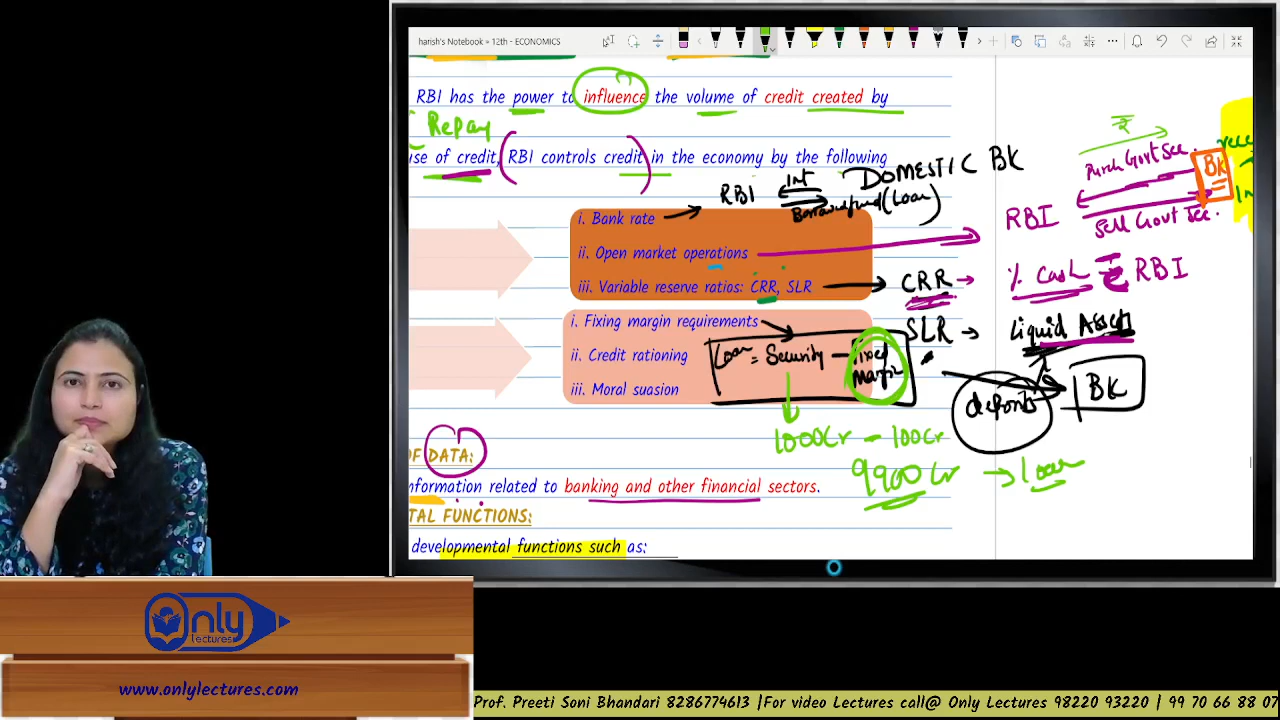 harish's Notebook » 12th - ECONOMICS
RBI has the power to influence the volume of credit created by
Repay
use of credit, RBI controls credit in the economy by the following
i. Bank rate
ii. Open market operations
iii. Variable reserve ratios: CRR, SLR
RBI
Int
DOMESTIC BK
(Loan)
Purch Govt Sec.
RBI
BK
Sell Govt Sec.
CRR → % Cash RBI
SLR → Liquid Asset
i. Fixing margin requirements
ii. Credit rationing
iii. Moral suasion
Loan = Security - Fixed Margin
deposits
BK
1000Cr - 100Cr
9900Cr → Loan
OF DATA:
nformation related to banking and other financial sectors.
TAL FUNCTIONS:
developmental functions such as:
Only
lectures
www.onlylectures.com
Prof. Preeti Soni Bhandari 8286774613 |For video Lectures call@ Only Lectures 98220 93220 | 99 70 66 88 07